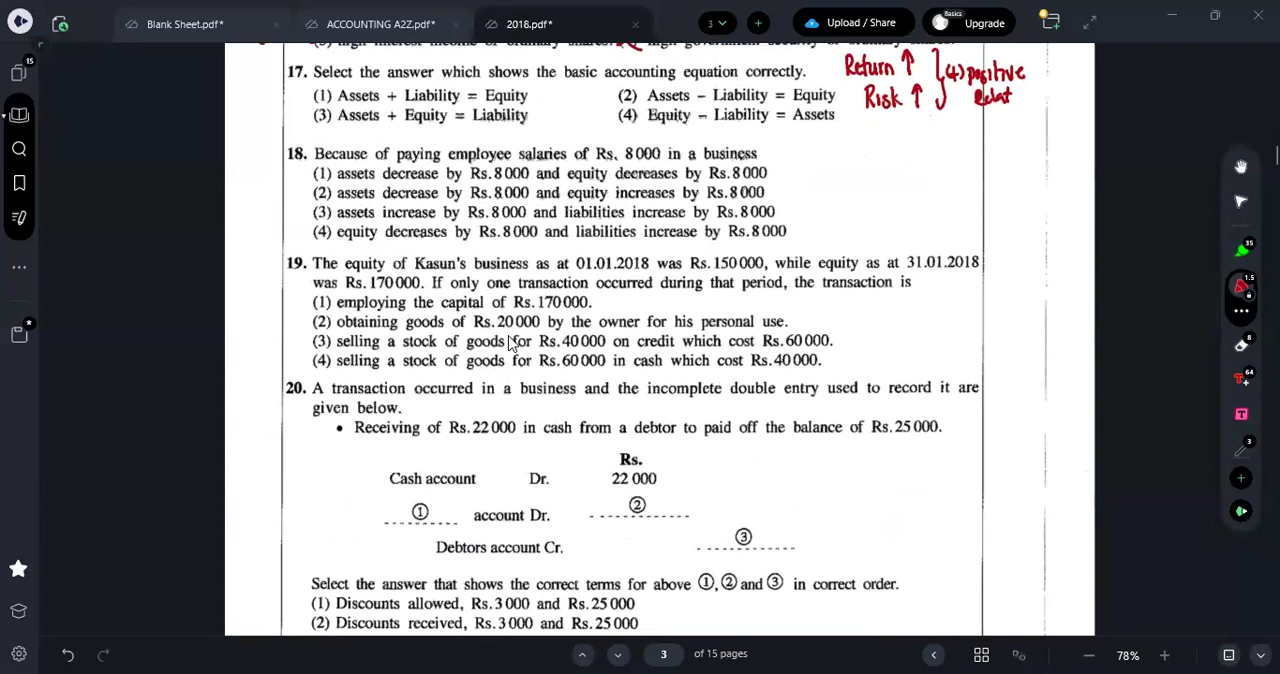 Blank Sheet.pdf*
ACCOUNTING A2Z.pdf*
2018.pdf*
3
Upload / Share
Basics
Upgrade
17. Select the answer which shows the basic accounting equation correctly.
(1) Assets + Liability = Equity (2) Assets – Liability = Equity
(3) Assets + Equity = Liability (4) Equity – Liability = Assets
Return ↑
Risk ↑
(4) positive
Relat
18. Because of paying employee salaries of Rs. 8 000 in a business
(1) assets decrease by Rs. 8 000 and equity decreases by Rs. 8 000
(2) assets decrease by Rs. 8 000 and equity increases by Rs. 8 000
(3) assets increase by Rs. 8 000 and liabilities increase by Rs. 8 000
(4) equity decreases by Rs. 8 000 and liabilities increase by Rs. 8 000
19. The equity of Kasun's business as at 01.01.2018 was Rs. 150 000, while equity as at 31.01.2018
was Rs. 170 000. If only one transaction occurred during that period, the transaction is
(1) employing the capital of Rs. 170 000.
(2) obtaining goods of Rs. 20 000 by the owner for his personal use.
(3) selling a stock of goods for Rs. 40 000 on credit which cost Rs. 60 000.
(4) selling a stock of goods for Rs. 60 000 in cash which cost Rs. 40 000.
20. A transaction occurred in a business and the incomplete double entry used to record it are
given below.
• Receiving of Rs. 22 000 in cash from a debtor to paid off the balance of Rs. 25 000.
Rs.
Cash account Dr. 22 000
① account Dr. ②
Debtors account Cr. ③
Select the answer that shows the correct terms for above ①, ② and ③ in correct order.
(1) Discounts allowed, Rs. 3 000 and Rs. 25 000
(2) Discounts received, Rs. 3 000 and Rs. 25 000
15
35
1.5
8
64
3
3 of 15 pages
78%